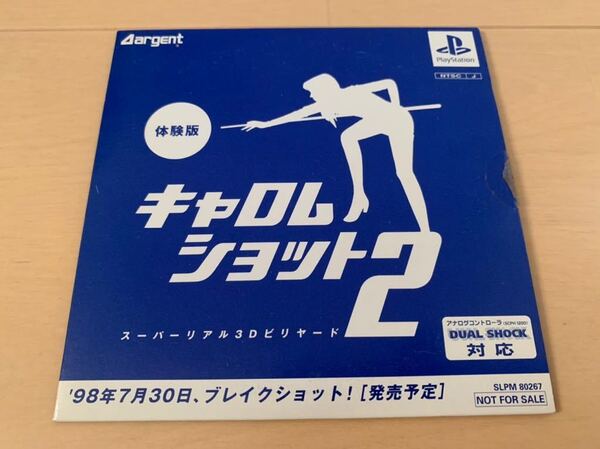 argent
PlayStation
NTSC J
体験版
キャロム
ショット2
スーパーリアル3Dビリヤード
アナログコントローラ(SCPH-1200)
DUAL SHOCK
対応
'98年7月30日、ブレイクショット![発売予定]
SLPM 80267
NOT FOR SALE